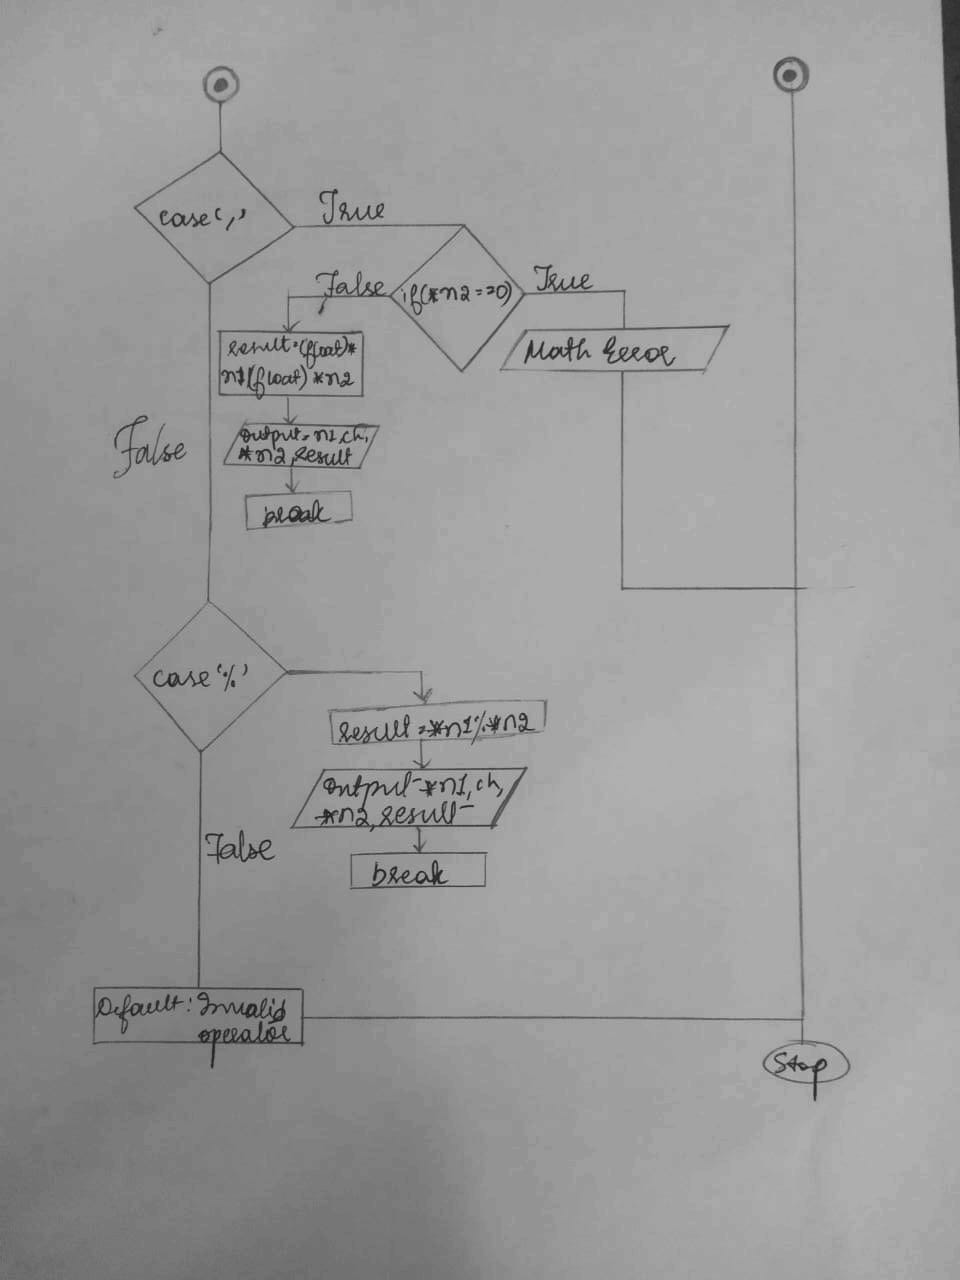 case‘,’
True
if(*n2==0)
False
True
result=(float)*
n1(float)*n2
Math Error
output=n1,ch,
*n2,result
break
False
case‘%’
result=*n1%*n2
output *n1,ch,
*n2,result
break
False
Default: Invalid
operator
Stop